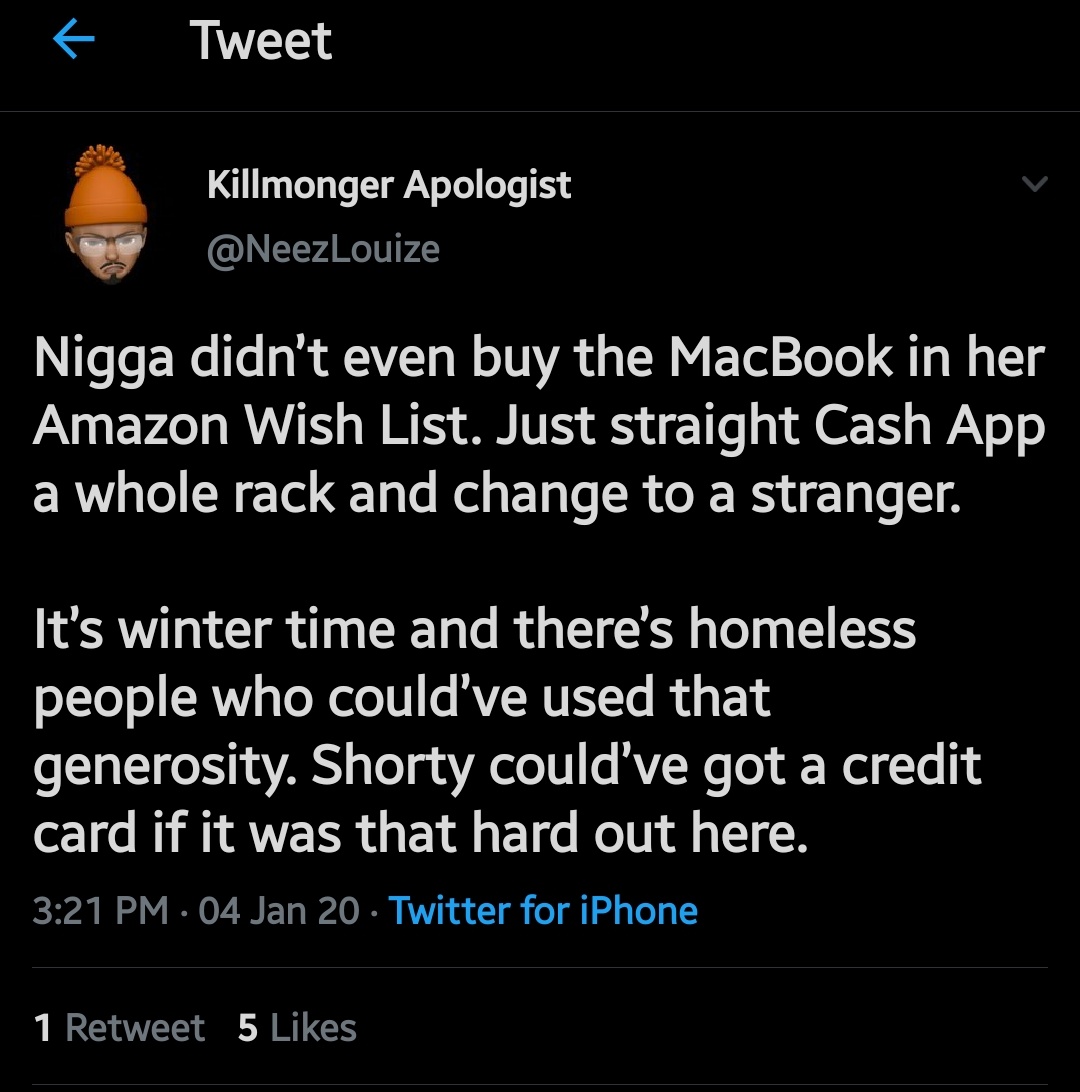 Tweet
Killmonger Apologist
@NeezLouize
Nigga didn’t even buy the MacBook in her
Amazon Wish List. Just straight Cash App
a whole rack and change to a stranger.
It’s winter time and there’s homeless
people who could’ve used that
generosity. Shorty could’ve got a credit
card if it was that hard out here.
3:21 PM · 04 Jan 20 · Twitter for iPhone
1 Retweet 5 Likes